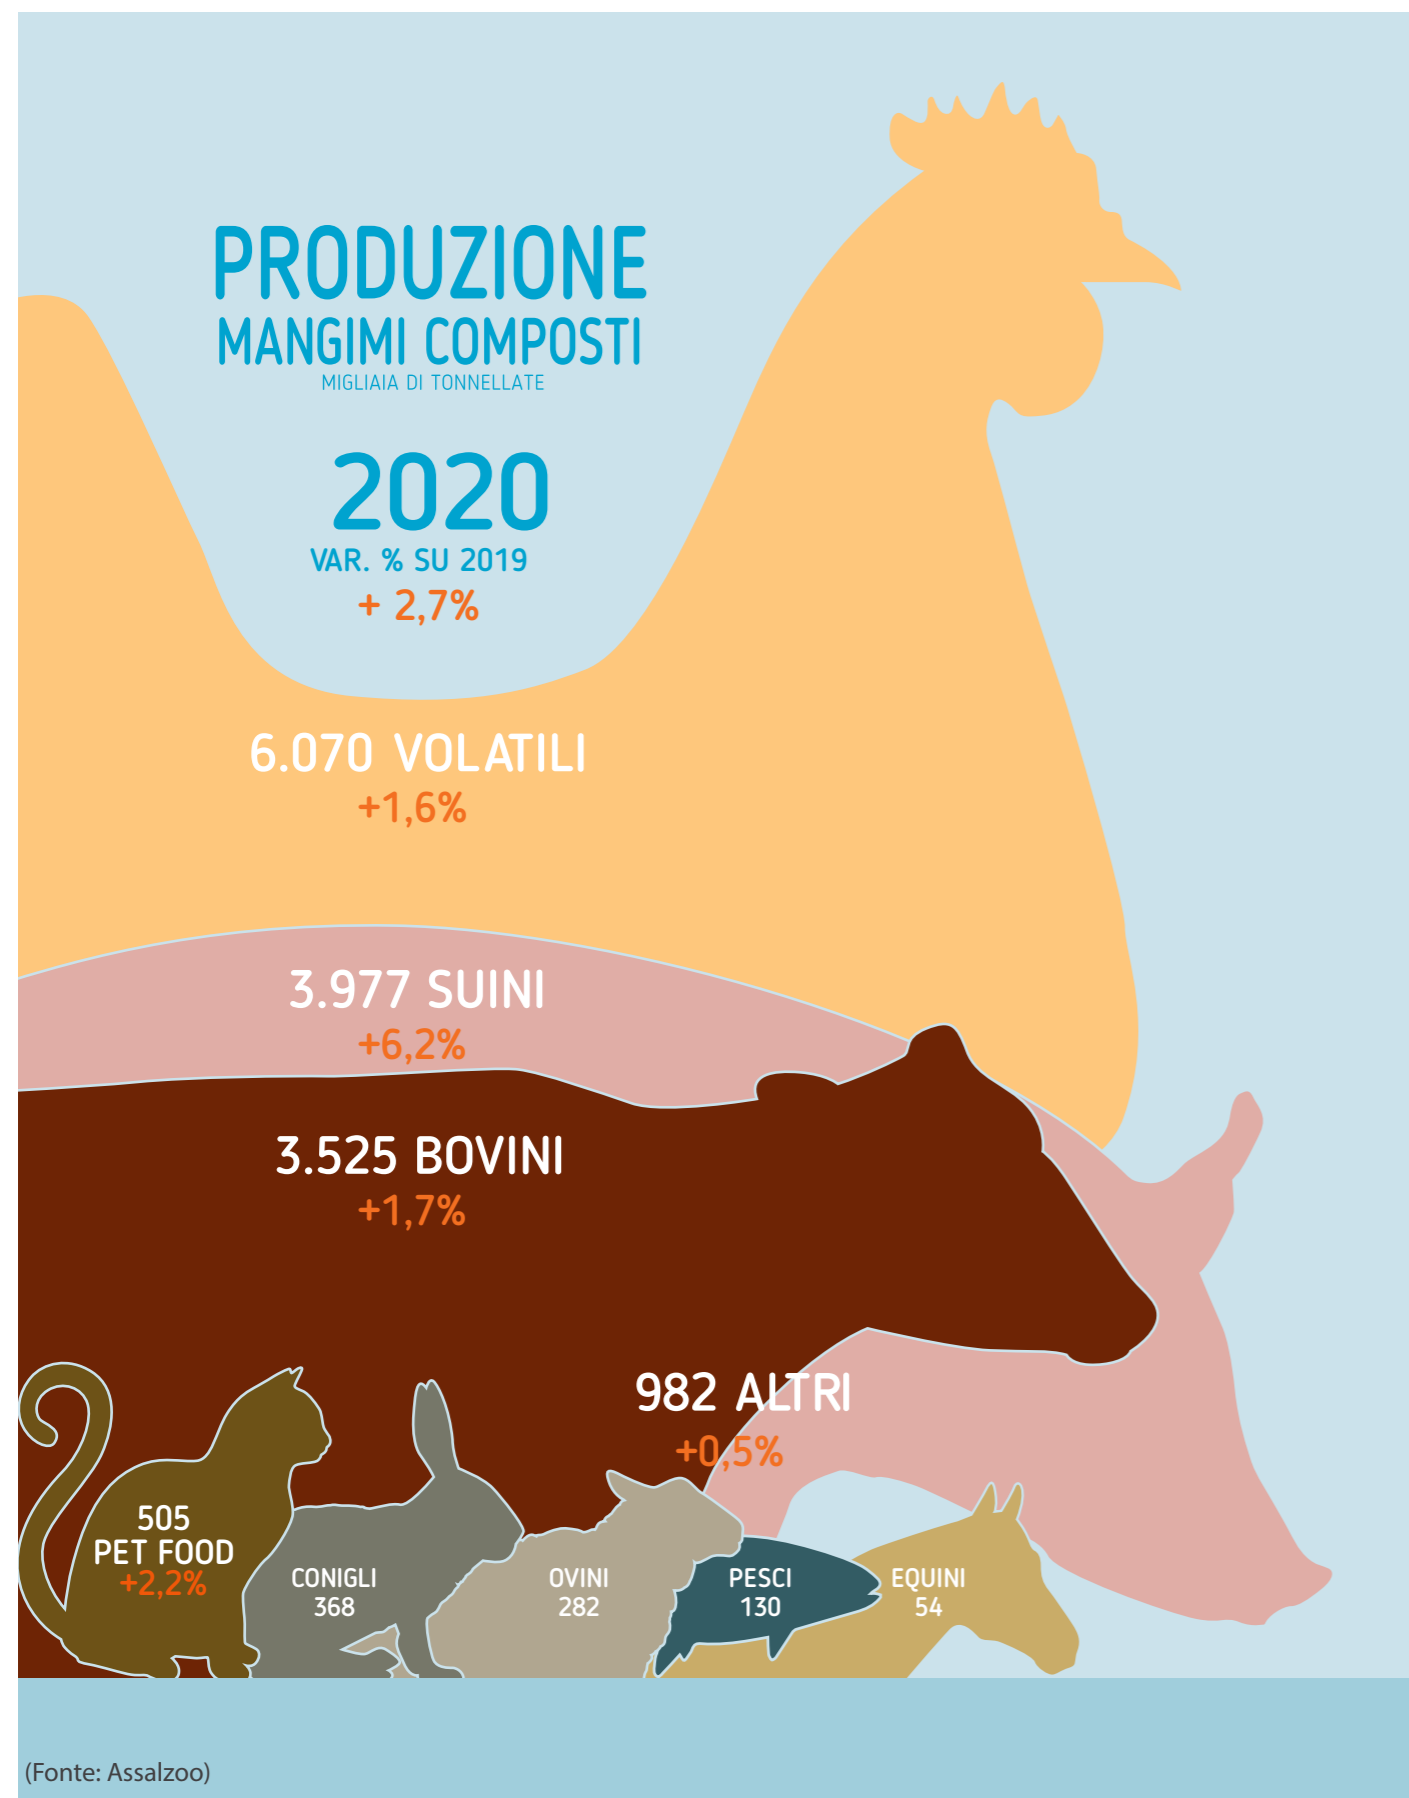 PRODUZIONE
MANGIMI COMPOSTI
MIGLIAIA DI TONNELLATE
2020
VAR. % SU 2019
+ 2,7%
6.070 VOLATILI
+1,6%
3.977 SUINI
+6,2%
3.525 BOVINI
+1,7%
982 ALTRI
+0,5%
505
PET FOOD
+2,2%
CONIGLI
368
OVINI
282
PESCI
130
EQUINI
54
(Fonte: Assalzoo)